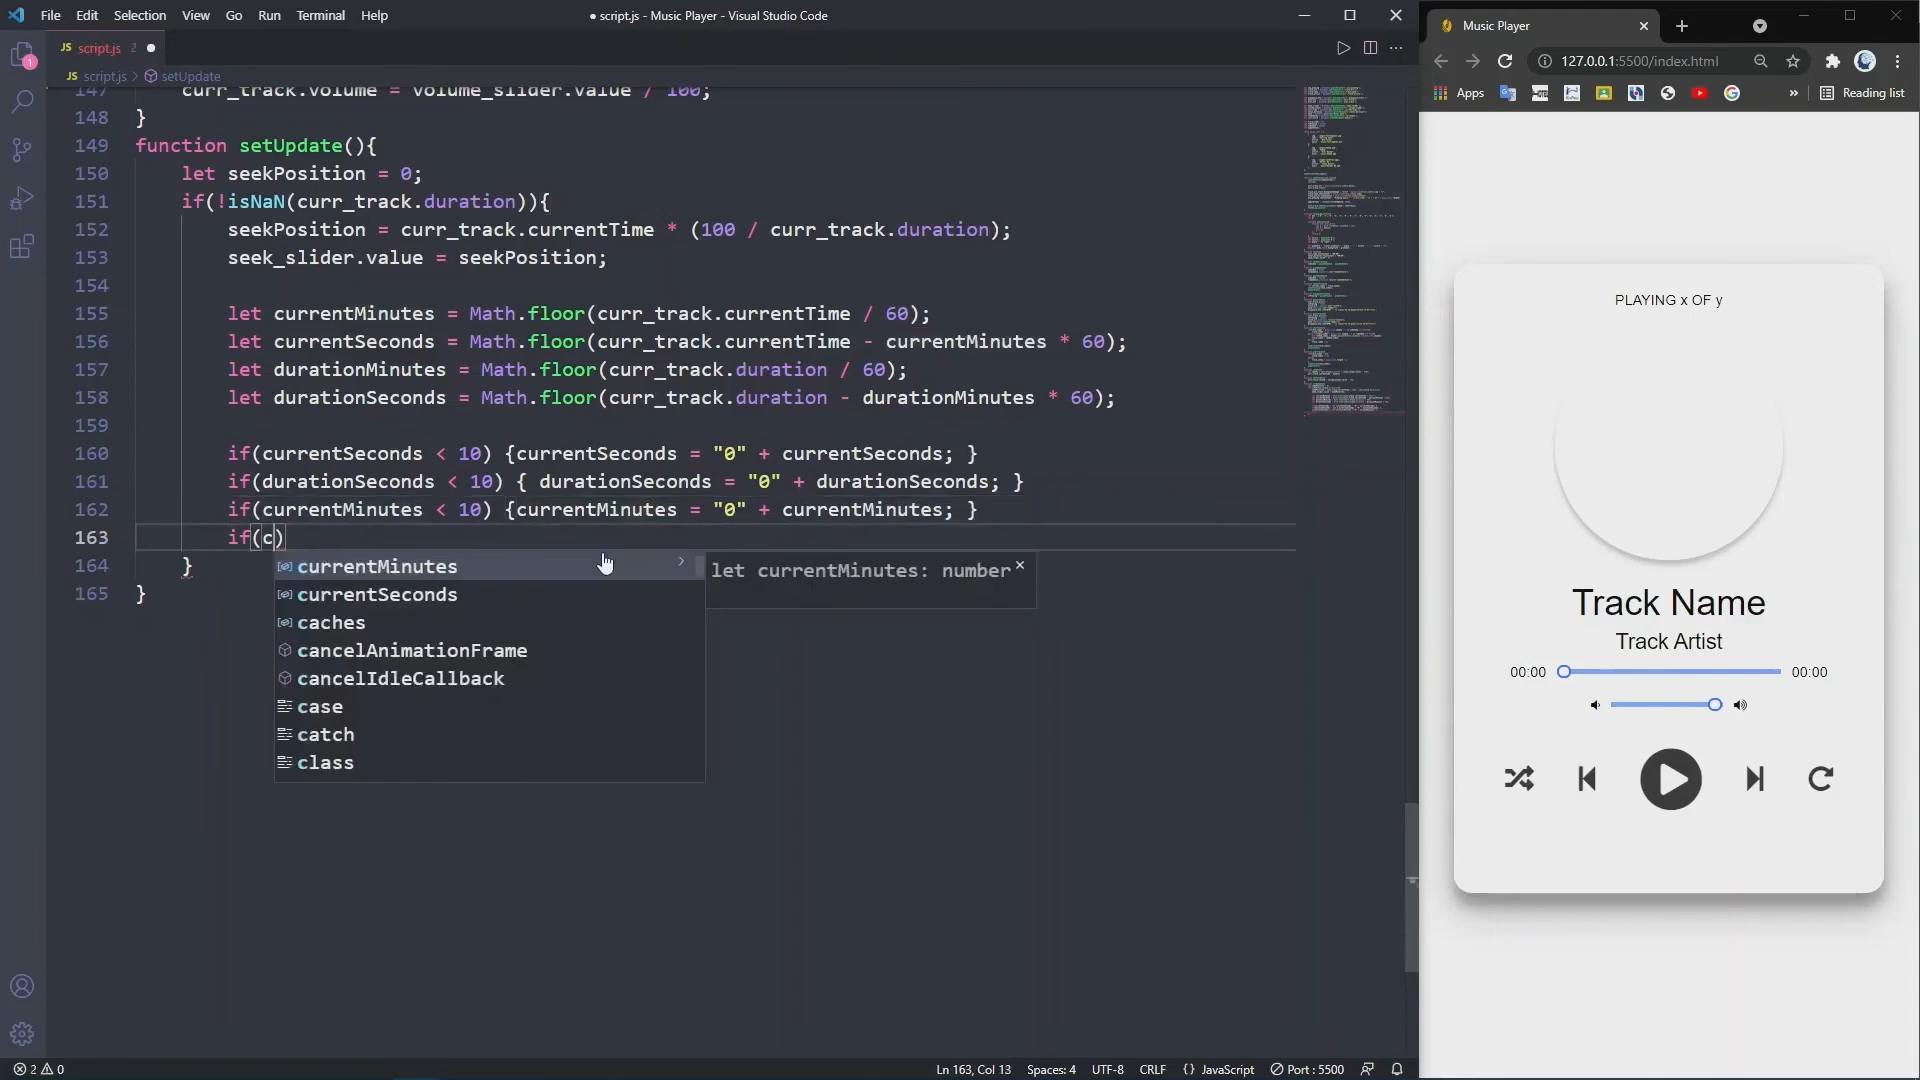 File Edit Selection View Go Run Terminal Help
● script.js - Music Player - Visual Studio Code
JS script.js 2 ●
JS script.js > setUpdate
147 curr_track.volume = volume_slider.value / 100;
148 }
149 function setUpdate(){
150 let seekPosition = 0;
151 if(!isNaN(curr_track.duration)){
152 seekPosition = curr_track.currentTime * (100 / curr_track.duration);
153 seek_slider.value = seekPosition;
154
155 let currentMinutes = Math.floor(curr_track.currentTime / 60);
156 let currentSeconds = Math.floor(curr_track.currentTime - currentMinutes * 60);
157 let durationMinutes = Math.floor(curr_track.duration / 60);
158 let durationSeconds = Math.floor(curr_track.duration - durationMinutes * 60);
159
160 if(currentSeconds < 10) {currentSeconds = "0" + currentSeconds; }
161 if(durationSeconds < 10) { durationSeconds = "0" + durationSeconds; }
162 if(currentMinutes < 10) {currentMinutes = "0" + currentMinutes; }
163 if(c)
164 }
165 }
currentMinutes
let currentMinutes: number
currentSeconds
caches
cancelAnimationFrame
cancelIdleCallback
case
catch
class
1
2 0
Ln 163, Col 13 Spaces: 4 UTF-8 CRLF {} JavaScript Port : 5500
Music Player
127.0.0.1:5500/index.html
Apps » Reading list
PLAYING x OF y
Track Name
Track Artist
00:00 00:00